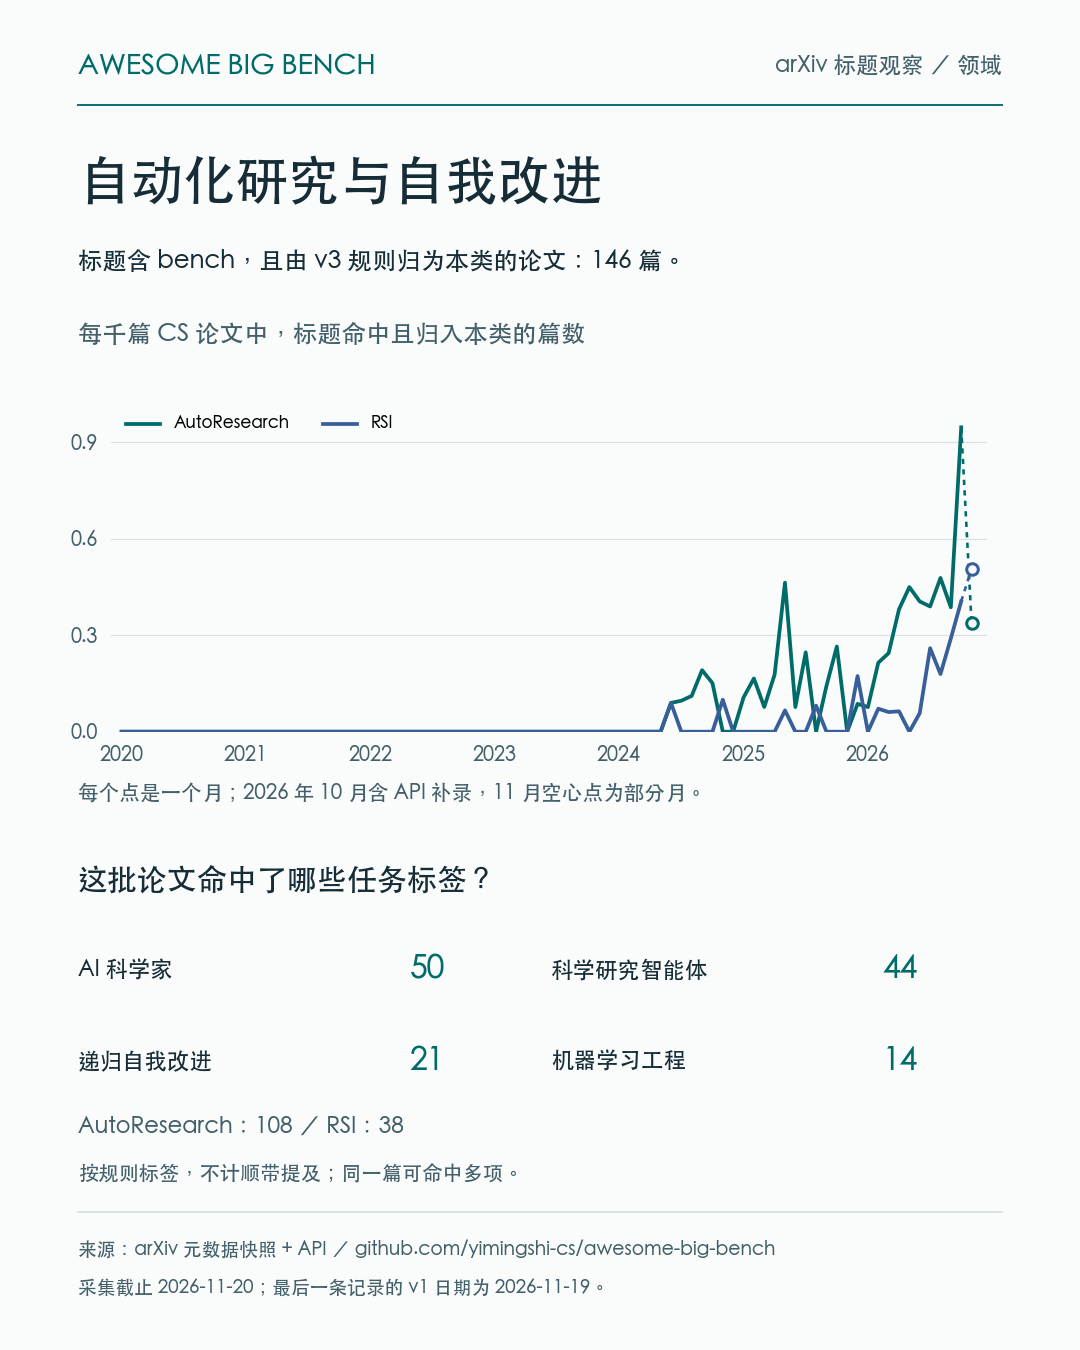 AWESOME BIG BENCH
arXiv 标题观察 ／ 领域
自动化研究与自我改进
标题含 bench，且由 v3 规则归为本类的论文：146 篇。
每千篇 CS 论文中，标题命中且归入本类的篇数
AutoResearch
RSI
0.9
0.6
0.3
0.0
2020 2021 2022 2023 2024 2025 2026
每个点是一个月；2026 年 10 月含 API 补录，11 月空心点为部分月。
这批论文命中了哪些任务标签？
AI 科学家 50
科学研究智能体 44
递归自我改进 21
机器学习工程 14
AutoResearch：108 ／ RSI：38
按规则标签，不计顺带提及；同一篇可命中多项。
来源：arXiv 元数据快照 + API ／ github.com/yimingshi-cs/awesome-big-bench
采集截止 2026-11-20；最后一条记录的 v1 日期为 2026-11-19。